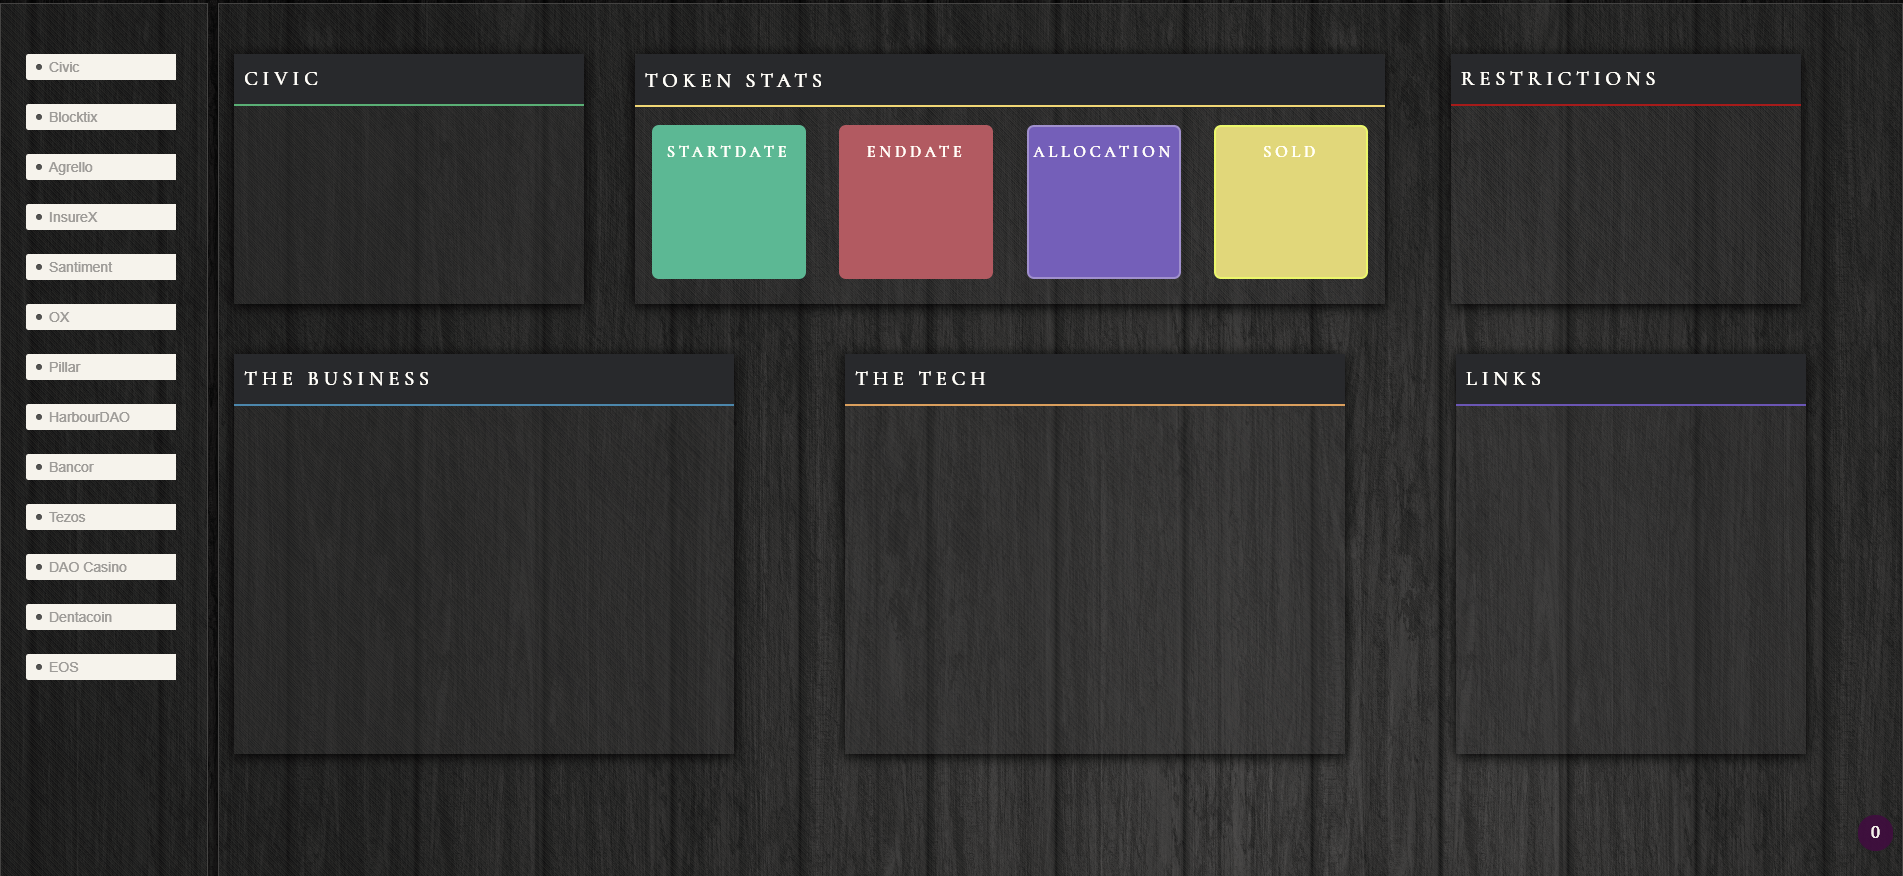 Civic
Blocktix
Agrello
InsureX
Santiment
OX
Pillar
HarbourDAO
Bancor
Tezos
DAO Casino
Dentacoin
EOS
CIVIC
TOKEN STATS
STARTDATE
ENDDATE
ALLOCATION
SOLD
RESTRICTIONS
THE BUSINESS
THE TECH
LINKS
0